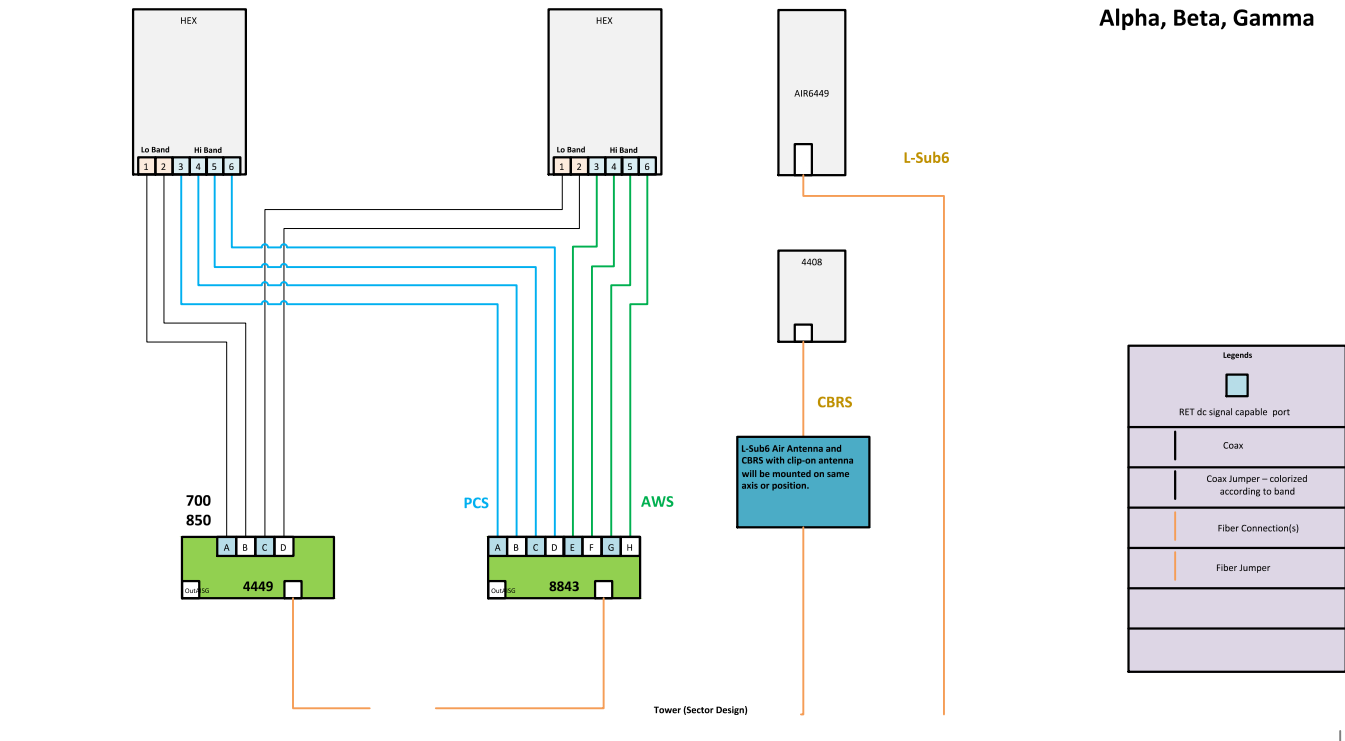 Alpha, Beta, Gamma
HEX
HEX
AIR6449
Lo Band Hi Band
1 2 3 4 5 6
Lo Band Hi Band
1 2 3 4 5 6
L-Sub6
4408
CBRS
L-Sub6 Air Antenna and
CBRS with clip-on antenna
will be mounted on same
axis or position.
700
850
PCS
AWS
A B C D
4449
OutAISG
A B C D E F G H
8843
OutAISG
Tower (Sector Design)
Legends
RET dc signal capable port
Coax
Coax Jumper – colorized
according to band
Fiber Connection(s)
Fiber Jumper